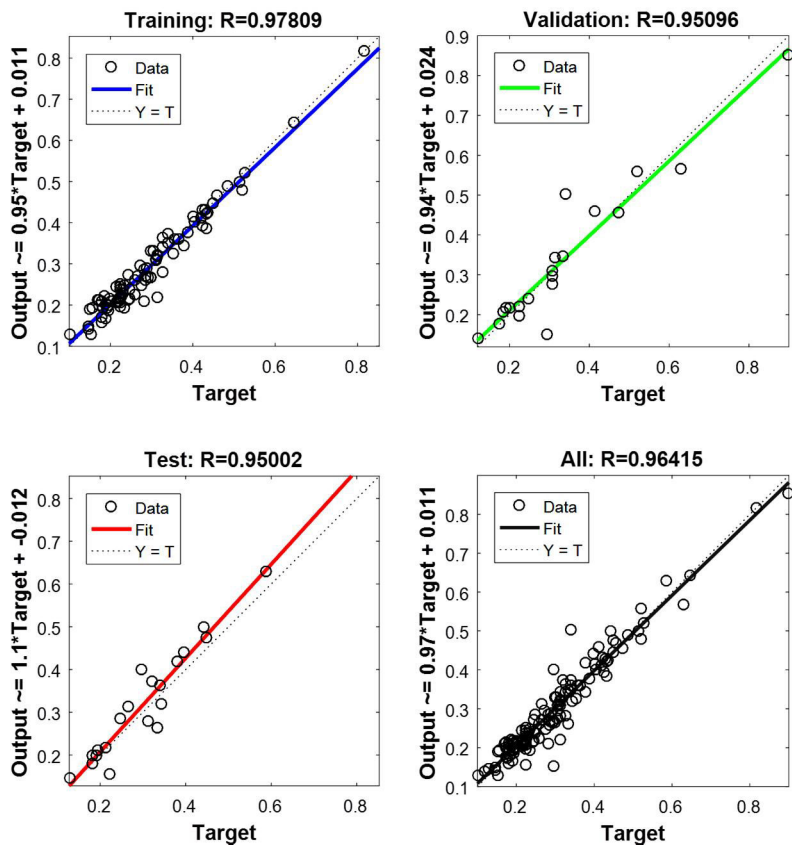 Training: R=0.97809
Output ~= 0.95*Target + 0.011
0.8
0.7
0.6
0.5
0.4
0.3
0.2
0.1
Data
Fit
Y = T
0.2
0.4
0.6
0.8
Target
Validation: R=0.95096
Output ~= 0.94*Target + 0.024
0.9
0.8
0.7
0.6
0.5
0.4
0.3
0.2
Data
Fit
Y = T
0.2
0.4
0.6
0.8
Target
Test: R=0.95002
Output ~= 1.1*Target + -0.012
0.8
0.7
0.6
0.5
0.4
0.3
0.2
Data
Fit
Y = T
0.2
0.4
0.6
0.8
Target
All: R=0.96415
Output ~= 0.97*Target + 0.011
0.8
0.7
0.6
0.5
0.4
0.3
0.2
0.1
Data
Fit
Y = T
0.2
0.4
0.6
0.8
Target